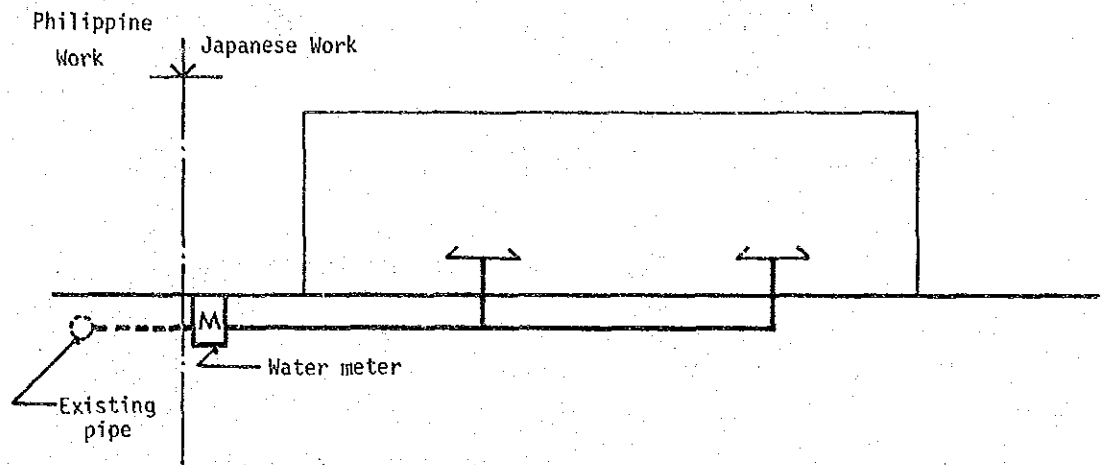 Philippine
Work
Japanese Work
M
Water meter
Existing
pipe